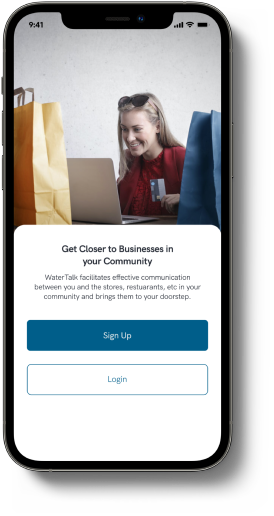 9:41
Get Closer to Businesses in
your Community
WaterTalk facilitates effective communication
between you and the stores, restuarants, etc in your
community and brings them to your doorstep.
Sign Up
Login